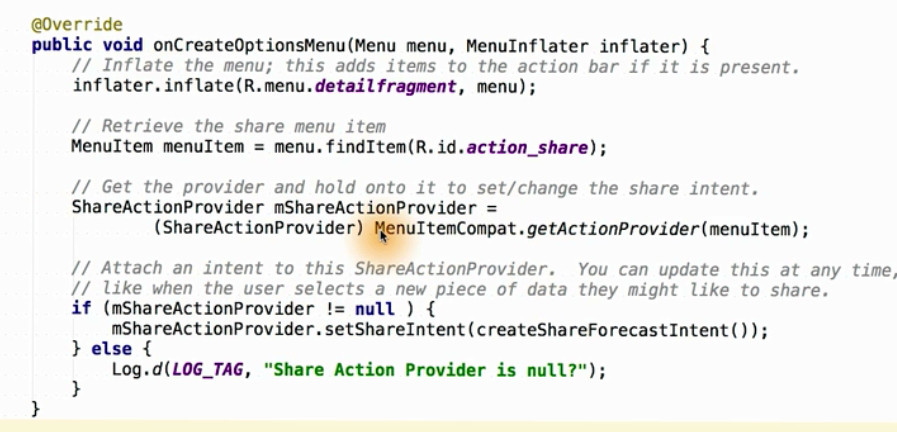 @Override
public void onCreateOptionsMenu(Menu menu, MenuInflater inflater) {
// Inflate the menu; this adds items to the action bar if it is present.
inflater.inflate(R.menu.detailfragment, menu);
// Retrieve the share menu item
MenuItem menuItem = menu.findItem(R.id.action_share);
// Get the provider and hold onto it to set/change the share intent.
ShareActionProvider mShareActionProvider =
(ShareActionProvider) MenuItemCompat.getActionProvider(menuItem);
// Attach an intent to this ShareActionProvider.  You can update this at any time,
// like when the user selects a new piece of data they might like to share.
if (mShareActionProvider != null ) {
mShareActionProvider.setShareIntent(createShareForecastIntent());
} else {
Log.d(LOG_TAG, "Share Action Provider is null?");
}
}